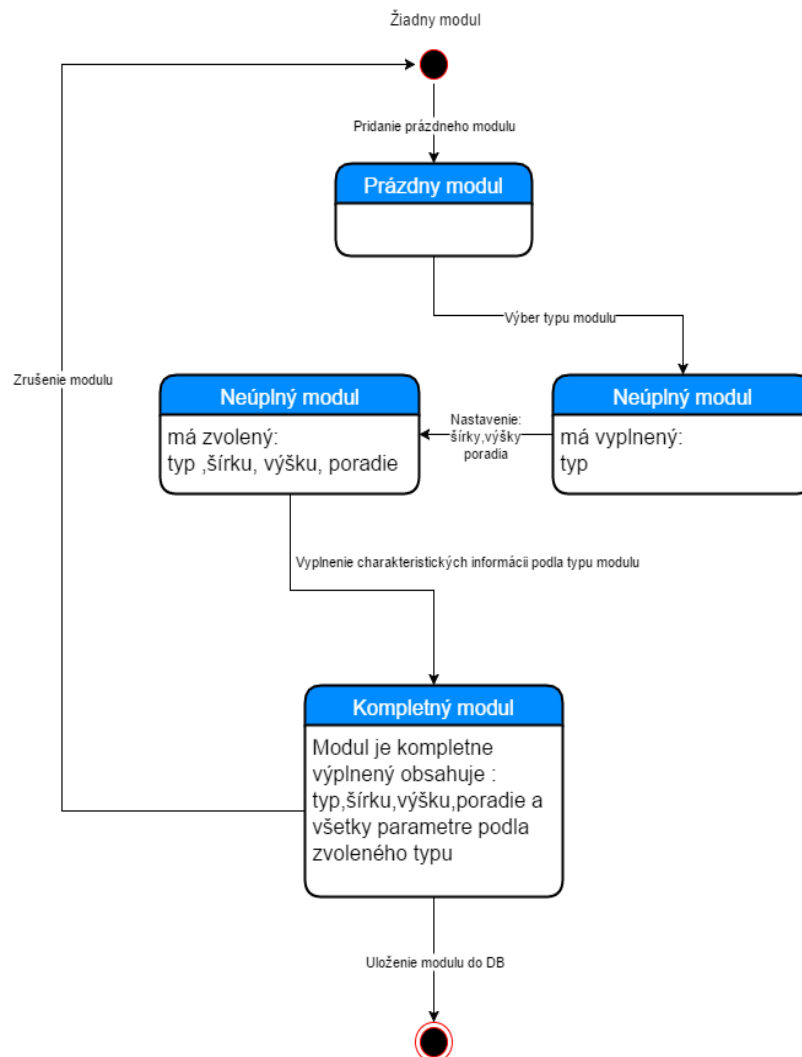 Žiadny modul
Pridanie prázdneho modulu
Prázdny modul
Výber typu modulu
Zrušenie modulu
Neúplný modul
má zvolený:
typ ,šírku, výšku, poradie
Nastavenie:
šírky,výšky
poradia
Neúplný modul
má vyplnený:
typ
Vyplnenie charakteristických informácii podla typu modulu
Kompletný modul
Modul je kompletne
výplnený obsahuje :
typ,šírku,výšku,poradie a
všetky parametre podla
zvoleného typu
Uloženie modulu do DB